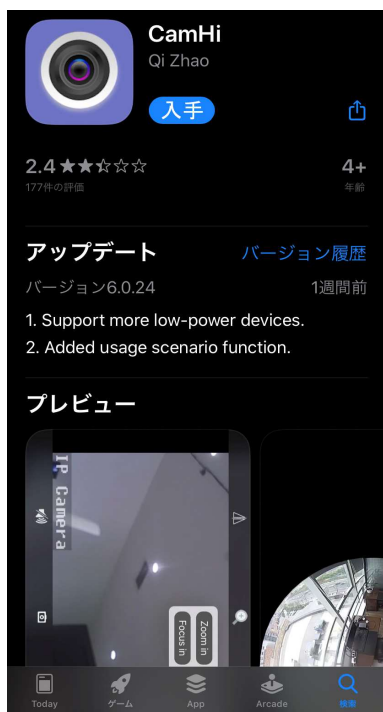 CamHi
Qi Zhao
入手
2.4★★☆☆☆
4+
177件の評価
年齢
アップデート
バージョン履歴
バージョン6.0.24
1週間前
1. Support more low-power devices.
2. Added usage scenario function.
プレビュー
IP Camera
Zoom in
Focus in
Today
ゲーム
App
Arcade
検索